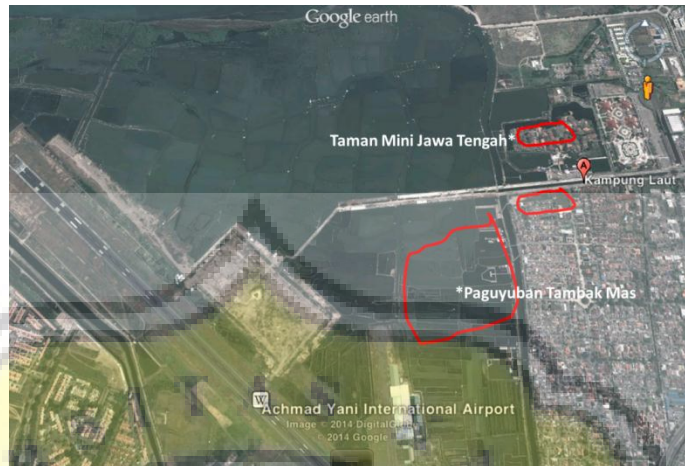 Google earth
Taman Mini Jawa Tengah*
A
Kampung Laut
*Paguyuban Tambak Mas
W
Achmad Yani International Airport
Image © 2014 DigitalGlobe
© 2014 Google